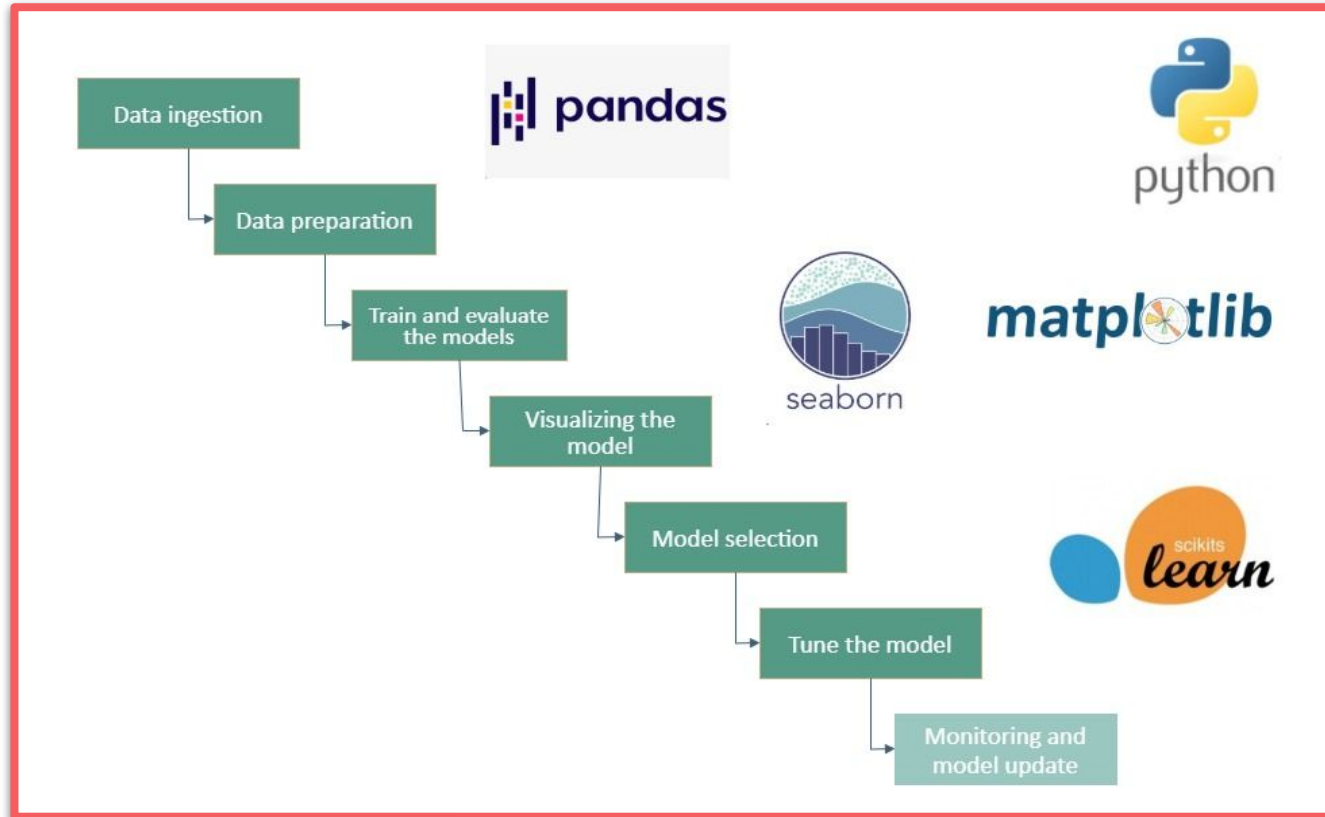 Data ingestion
pandas
python
Data preparation
Train and evaluate
the models
seaborn
matplotlib
Visualizing the
model
Model selection
scikits
learn
Tune the model
Monitoring and
model update